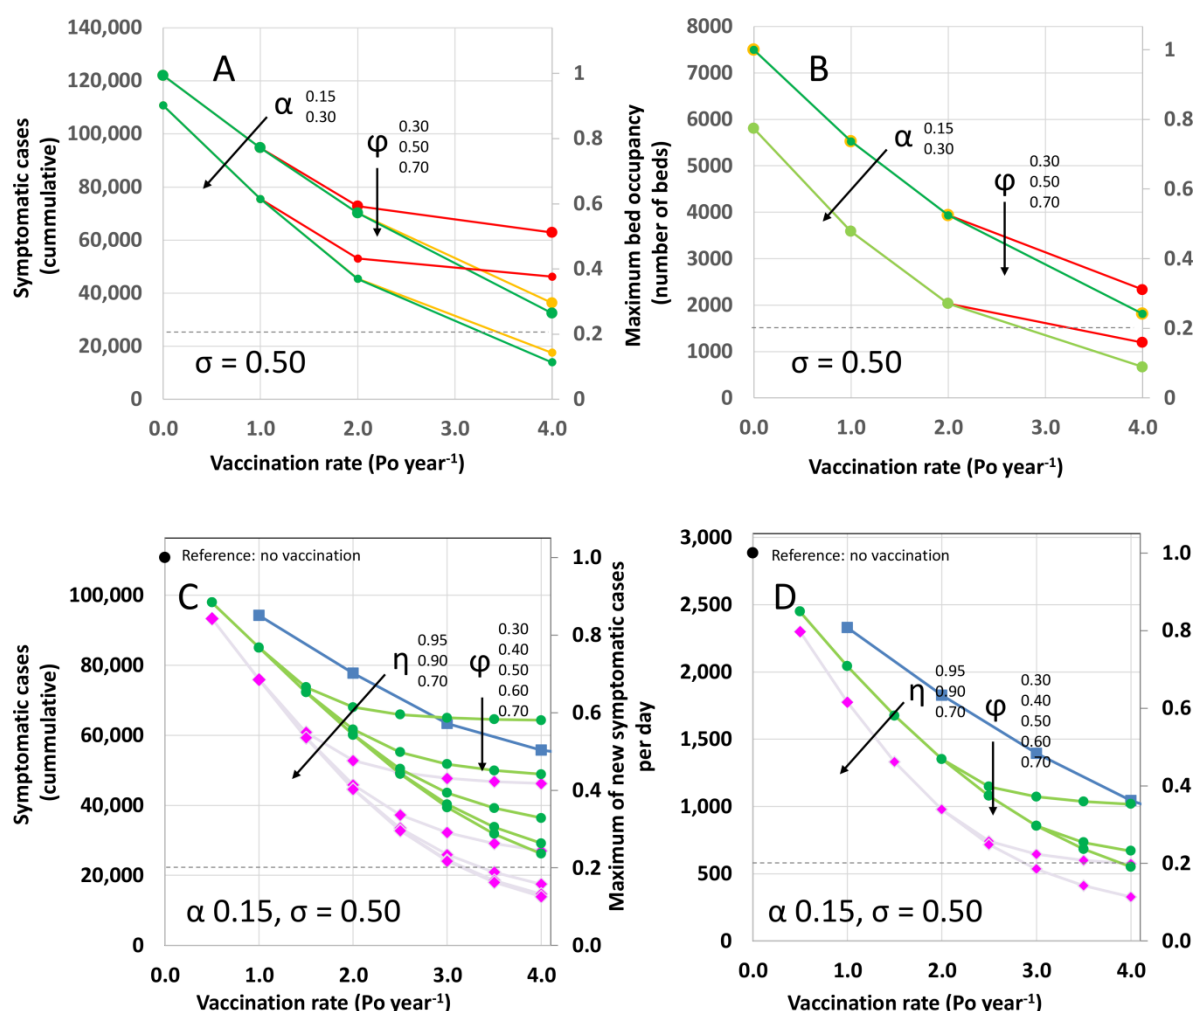 A
α 0.15
0.30
φ 0.30
0.50
0.70
σ = 0.50
Symptomatic cases
(cummulative)
140,000
120,000
100,000
80,000
60,000
40,000
20,000
0
1
0.8
0.6
0.4
0.2
0
0.0 1.0 2.0 3.0 4.0
Vaccination rate (Po year-1)
B
α 0.15
0.30
φ 0.30
0.50
0.70
σ = 0.50
Maximum bed occupancy
(number of beds)
8000
7000
6000
5000
4000
3000
2000
1000
0
1
0.8
0.6
0.4
0.2
0
0.0 1.0 2.0 3.0 4.0
Vaccination rate (Po year-1)
Reference: no vaccination
C
η 0.95
0.90
0.70
φ 0.30
0.40
0.50
0.60
0.70
α 0.15, σ = 0.50
Symptomatic cases
(cummulative)
100,000
80,000
60,000
40,000
20,000
0
1.0
0.8
0.6
0.4
0.2
0.0
0.0 1.0 2.0 3.0 4.0
Vaccination rate (Po year-1)
Reference: no vaccination
D
η 0.95
0.90
0.70
φ 0.30
0.40
0.50
0.60
0.70
α 0.15, σ = 0.50
Maximum of new symptomatic cases
per day
3,000
2,500
2,000
1,500
1,000
500
0
1.0
0.8
0.6
0.4
0.2
0.0
0.0 1.0 2.0 3.0 4.0
Vaccination rate (Po year-1)